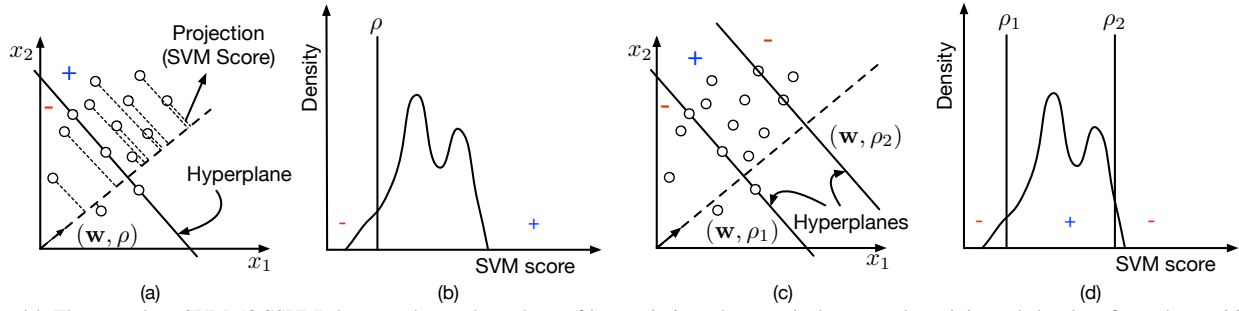 Projection
(SVM Score)
x₂
+
-
Hyperplane
(w, ρ)
x₁
(a)
ρ
Density
-
+
SVM score
(b)
x₂
+
-
-
(w, ρ₂)
Hyperplanes
(w, ρ₁)
x₁
(c)
ρ₁
ρ₂
Density
-
+
-
SVM score
(d)